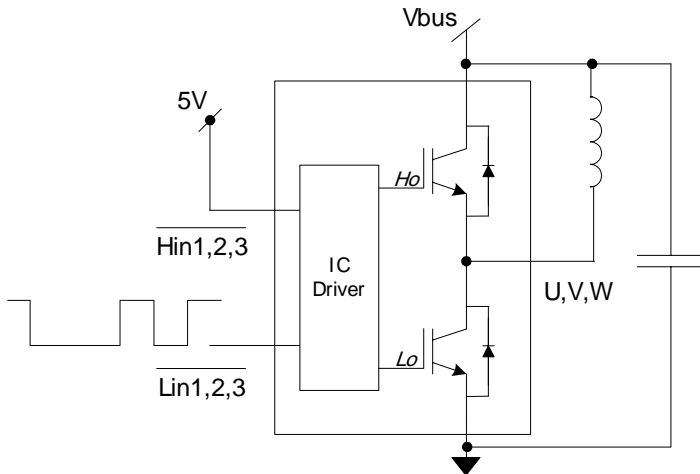 Vbus
5V
Ho
Hin1,2,3
IC
Driver
U,V,W
Lo
Lin1,2,3